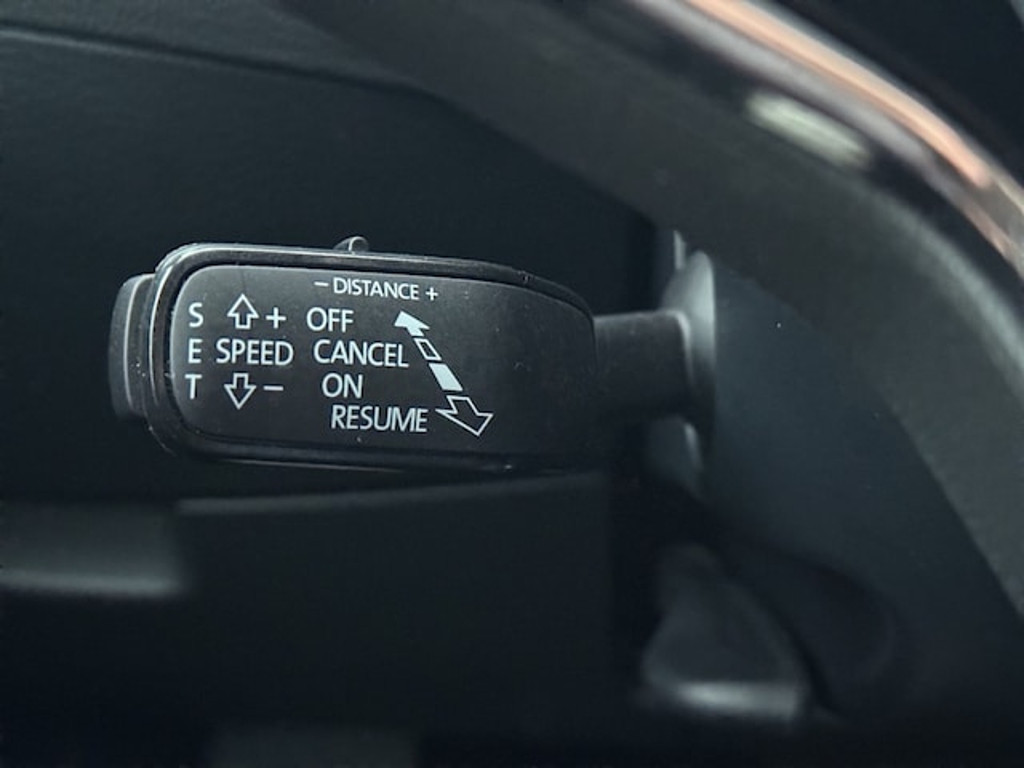 − DISTANCE +
S + OFF
E SPEED CANCEL
T − ON
RESUME